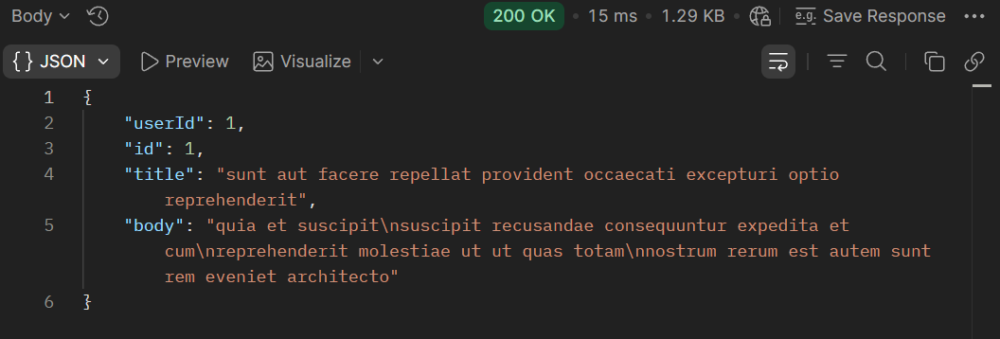 Body 200 OK • 15 ms • 1.29 KB • e.g. Save Response •••
{} JSON Preview Visualize
1 {
2 "userId": 1,
3 "id": 1,
4 "title": "sunt aut facere repellat provident occaecati excepturi optio
reprehenderit",
5 "body": "quia et suscipit\nsuscipit recusandae consequuntur expedita et
cum\nreprehenderit molestiae ut ut quas totam\nnostrum rerum est autem sunt
rem eveniet architecto"
6 }